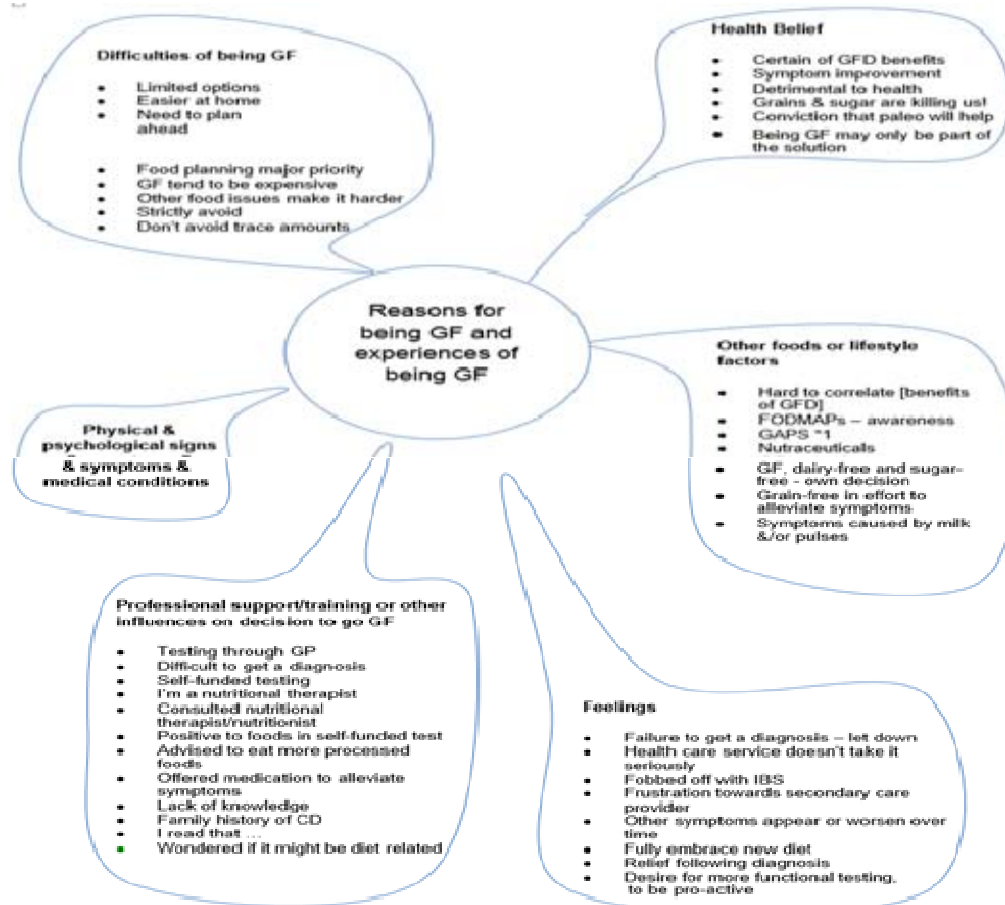 Difficulties of being GF
• Limited options
• Easier at home
• Need to plan
ahead
• Food planning major priority
• GF tend to be expensive
• Other food issues make it harder
• Strictly avoid
• Don't avoid trace amounts
Health Belief
• Certain of GFD benefits
• Symptom improvement
• Detrimental to health
• Grains & sugar are killing us!
• Conviction that paleo will help
• Being GF may only be part of
the solution
Reasons for
being GF and
experiences of
being GF
Other foods or lifestyle
factors
• Hard to correlate [benefits
of GFD]
• FODMAPs – awareness
• GAPS *1
• Nutraceuticals
• GF, dairy-free and sugar-
free - own decision
• Grain-free in effort to
alleviate symptoms
• Symptoms caused by milk
&/or pulses
Physical &
psychological signs
& symptoms &
medical conditions
Professional support/training or other
influences on decision to go GF
• Testing through GP
• Difficult to get a diagnosis
• Self-funded testing
• I'm a nutritional therapist
• Consulted nutritional
therapist/nutritionist
• Positive to foods in self-funded test
• Advised to eat more processed
foods
• Offered medication to alleviate
symptoms
• Lack of knowledge
• Family history of CD
• I read that ...
• Wondered if it might be diet related
Feelings
• Failure to get a diagnosis – let down
• Health care service doesn't take it
seriously
• Fobbed off with IBS
• Frustration towards secondary care
provider
• Other symptoms appear or worsen over
time
• Fully embrace new diet
• Relief following diagnosis
• Desire for more functional testing,
to be pro-active